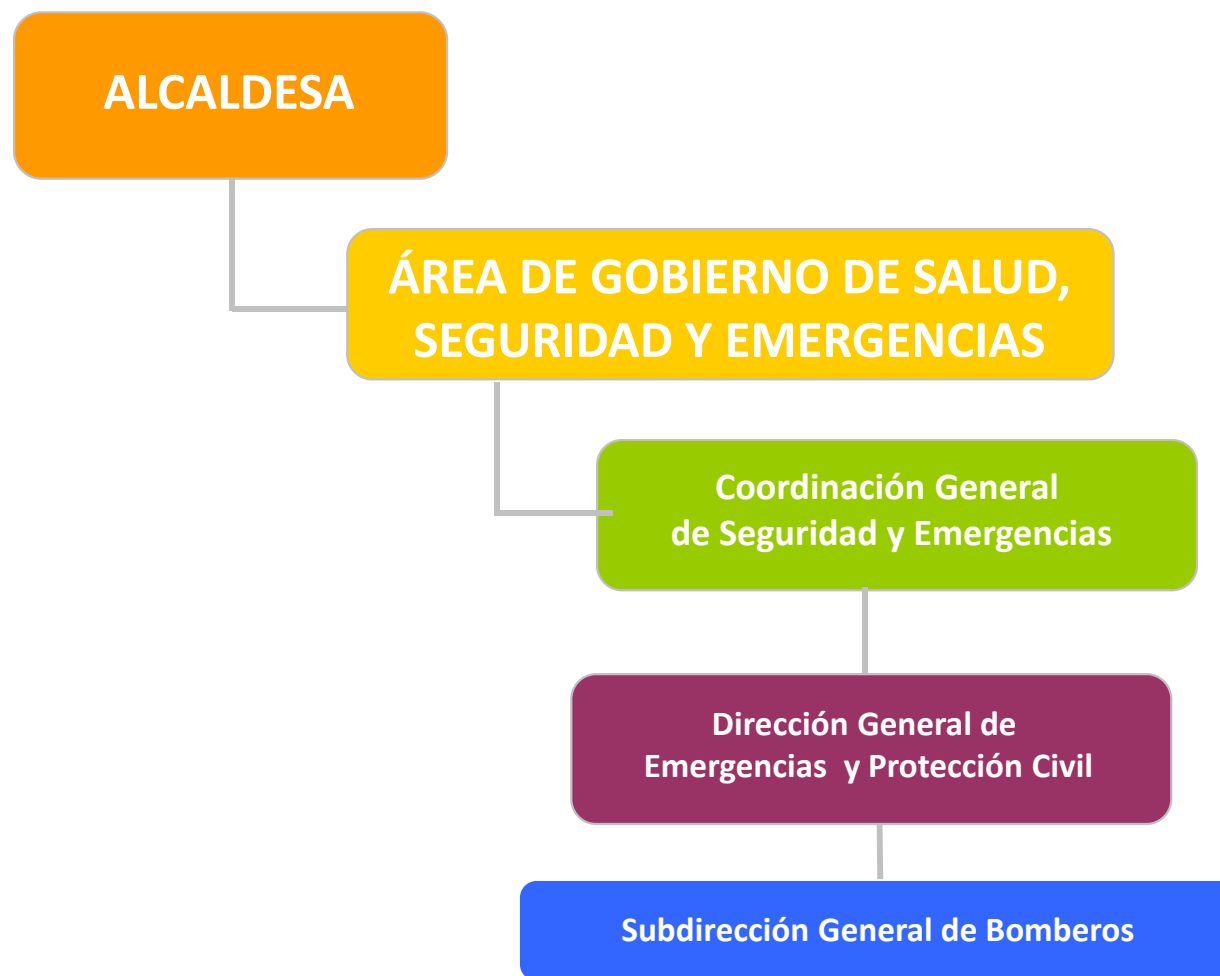 ALCALDESA
ÁREA DE GOBIERNO DE SALUD,
SEGURIDAD Y EMERGENCIAS
Coordinación General
de Seguridad y Emergencias
Dirección General de
Emergencias y Protección Civil
Subdirección General de Bomberos